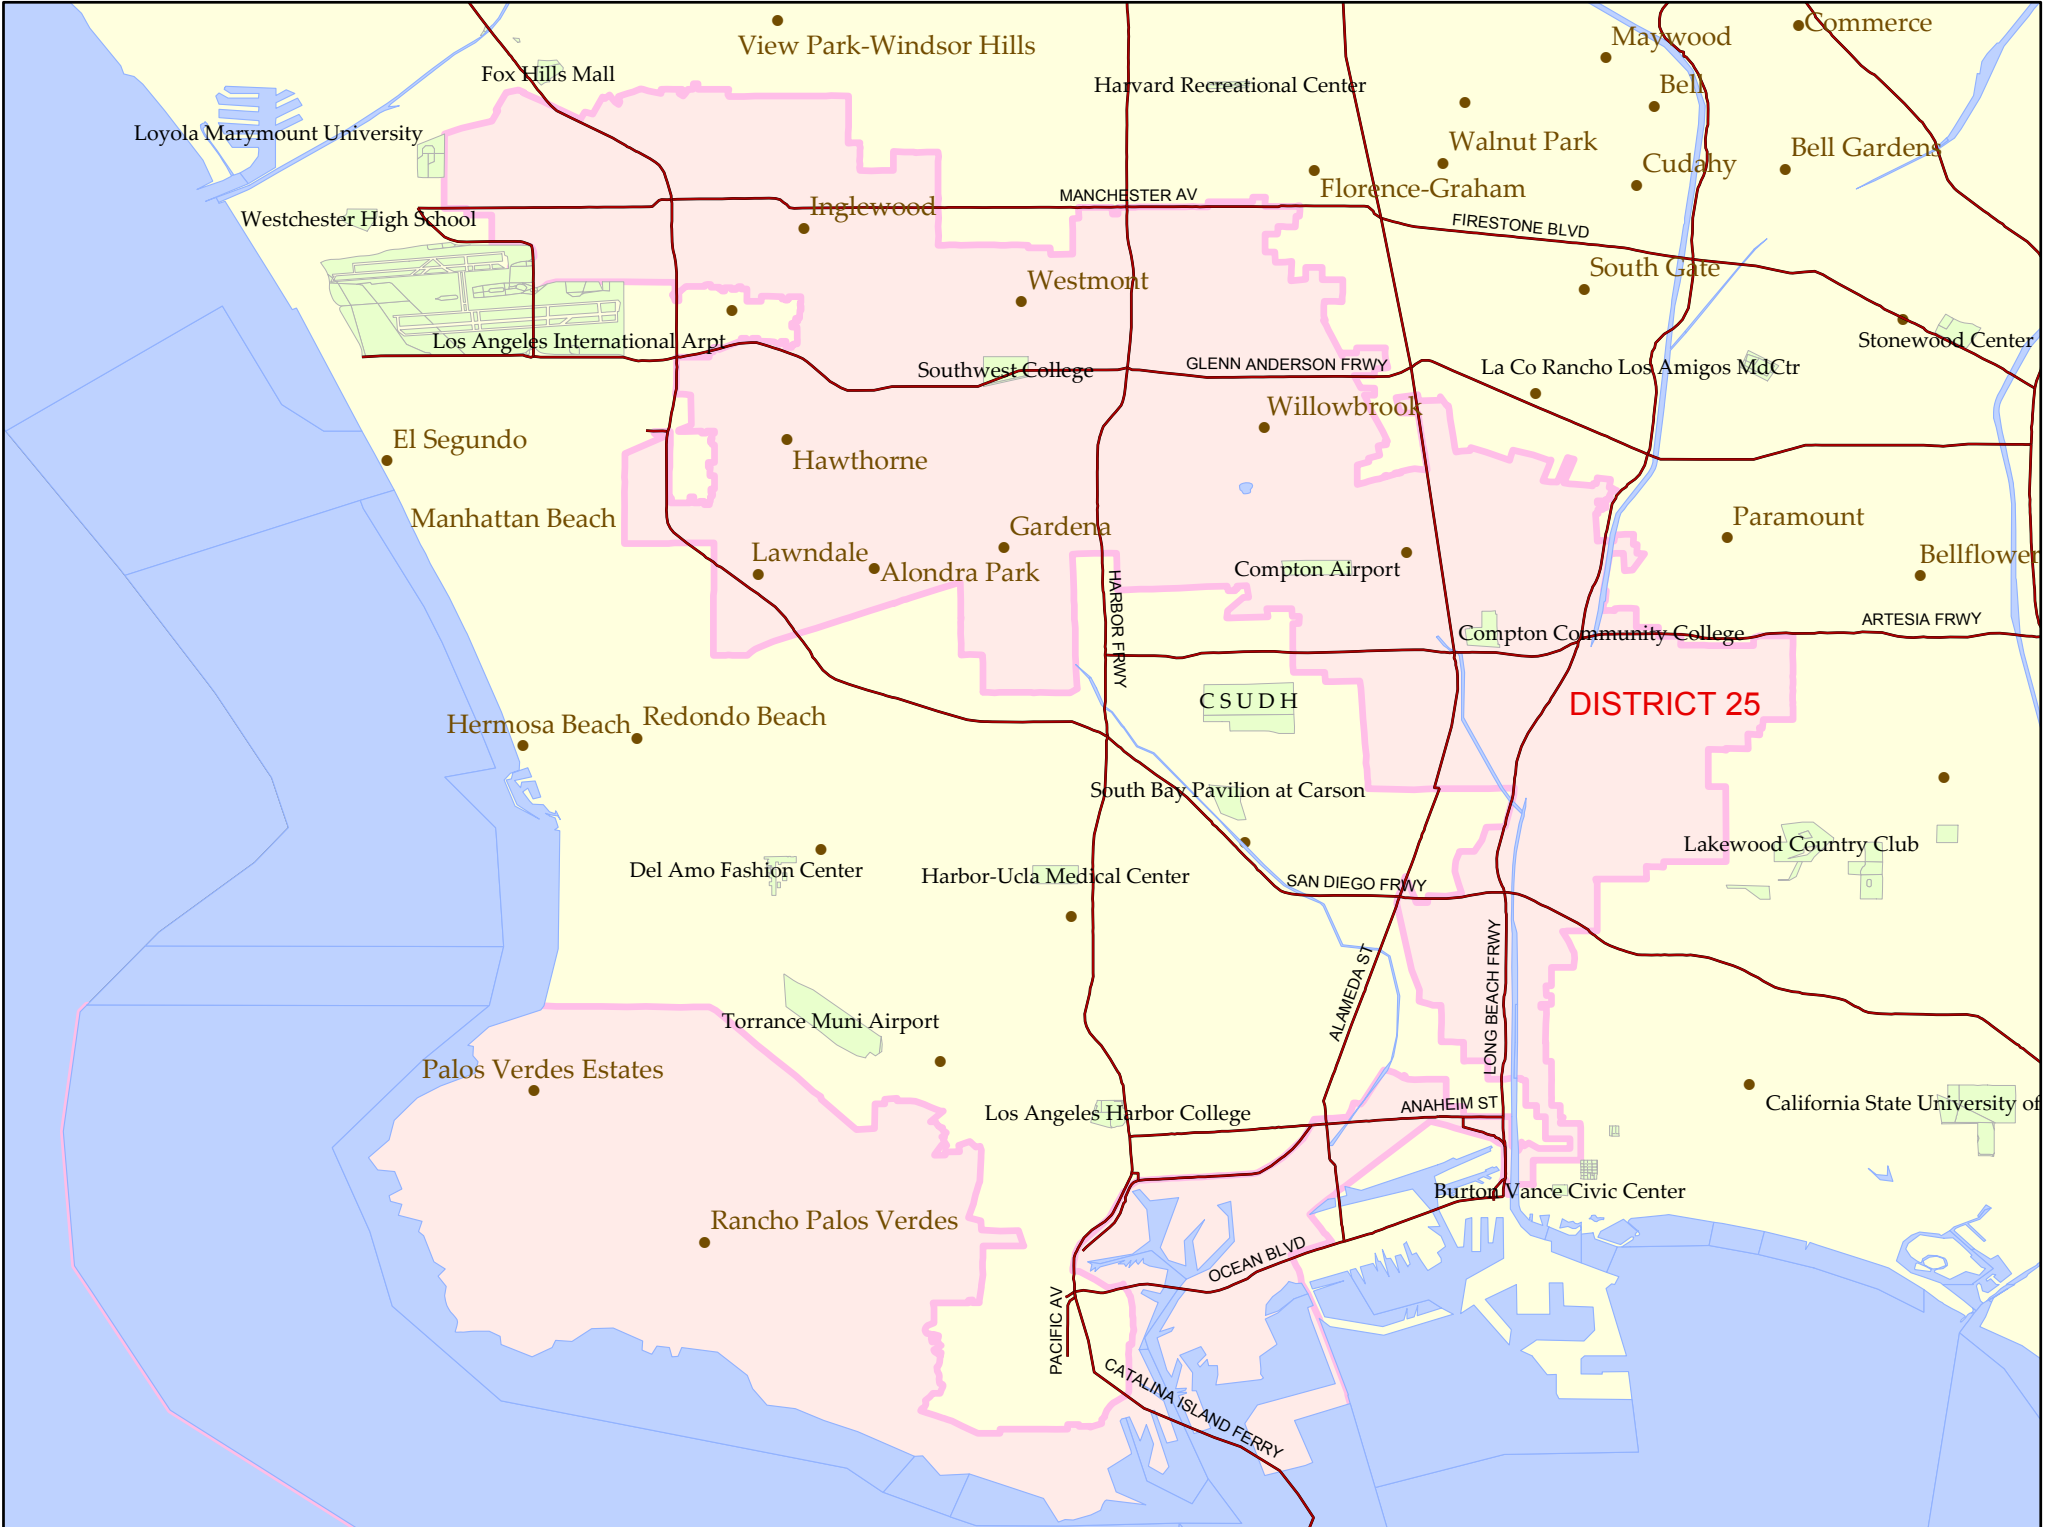 Commerce
Maywood
View Park-Windsor Hills
Fox Hills Mall
Harvard Recreational Center
Bell
Loyola Marymount University
Walnut Park
Bell Gardens
Cudahy
Florence-Graham
MANCHESTER AV
Inglewood
Westchester High School
FIRESTONE BLVD
South Gate
Westmont
Los Angeles International Arpt
Stonewood Center
GLENN ANDERSON FRWY
La Co Rancho Los Amigos MdCtr
Southwest College
Willowbrook
El Segundo
Hawthorne
Manhattan Beach
Paramount
Gardena
Lawndale
Bellflower
Alondra Park
Compton Airport
HARBOR FRWY
ARTESIA FRWY
Compton Community College
C S U D H
DISTRICT 25
Hermosa Beach
Redondo Beach
South Bay Pavilion at Carson
Lakewood Country Club
Del Amo Fashion Center
Harbor-Ucla Medical Center
SAN DIEGO FRWY
ALAMEDA ST
LONG BEACH FRWY
Torrance Muni Airport
Palos Verdes Estates
Los Angeles Harbor College
ANAHEIM ST
California State University of
Burton Vance Civic Center
Rancho Palos Verdes
OCEAN BLVD
PACIFIC AV
CATALINA ISLAND FERRY